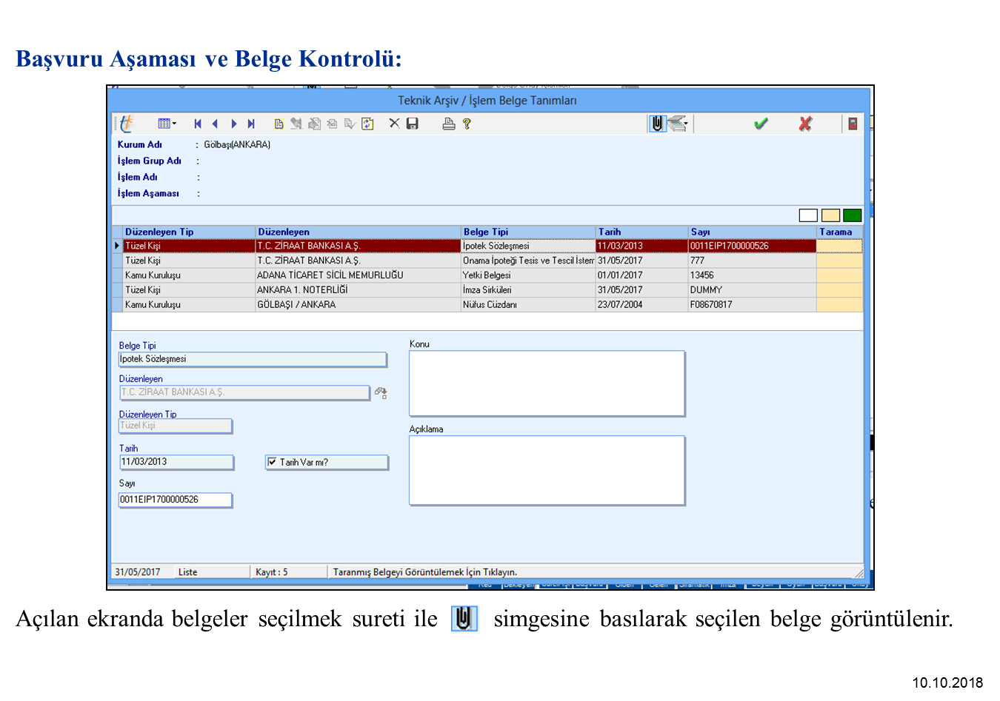 Başvuru Aşaması ve Belge Kontrolü:
Teknik Arşiv / İşlem Belge Tanımları
Kurum Adı : Gölbaşı(ANKARA)
İşlem Grup Adı :
İşlem Adı :
İşlem Aşaması :
Düzenleyen Tip Düzenleyen Belge Tipi Tarih Sayı Tarama
Tüzel Kişi T.C. ZİRAAT BANKASI A.Ş. İpotek Sözleşmesi 11/03/2013 0011EIP1700000526
Tüzel Kişi T.C. ZİRAAT BANKASI A.Ş. Onama İpoteği Tesis ve Tescil İstem 31/05/2017 777
Kamu Kuruluşu ADANA TİCARET SİCİL MEMURLUĞU Yetki Belgesi 01/01/2017 13456
Tüzel Kişi ANKARA 1. NOTERLİĞİ İmza Sirküleri 31/05/2017 DUMMY
Kamu Kuruluşu GÖLBAŞI / ANKARA Nüfus Cüzdanı 23/07/2004 F08670817
Belge Tipi
İpotek Sözleşmesi
Düzenleyen
T.C. ZİRAAT BANKASI A.Ş.
Düzenleyen Tip
Tüzel Kişi
Tarih
11/03/2013
Tarih Var mı?
Sayı
0011EIP1700000526
Konu
Açıklama
31/05/2017 Liste Kayıt : 5 Taranmış Belgeyi Görüntülemek İçin Tıklayın.
Açılan ekranda belgeler seçilmek sureti ile simgesine basılarak seçilen belge görüntülenir.
10.10.2018